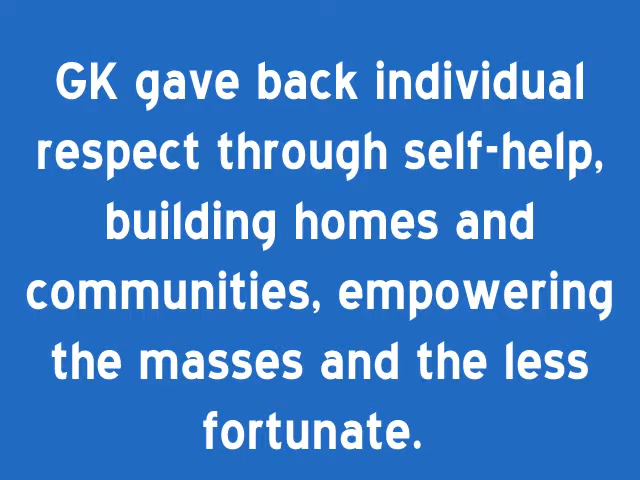 GK gave back individual
respect through self-help,
building homes and
communities, empowering
the masses and the less
fortunate.